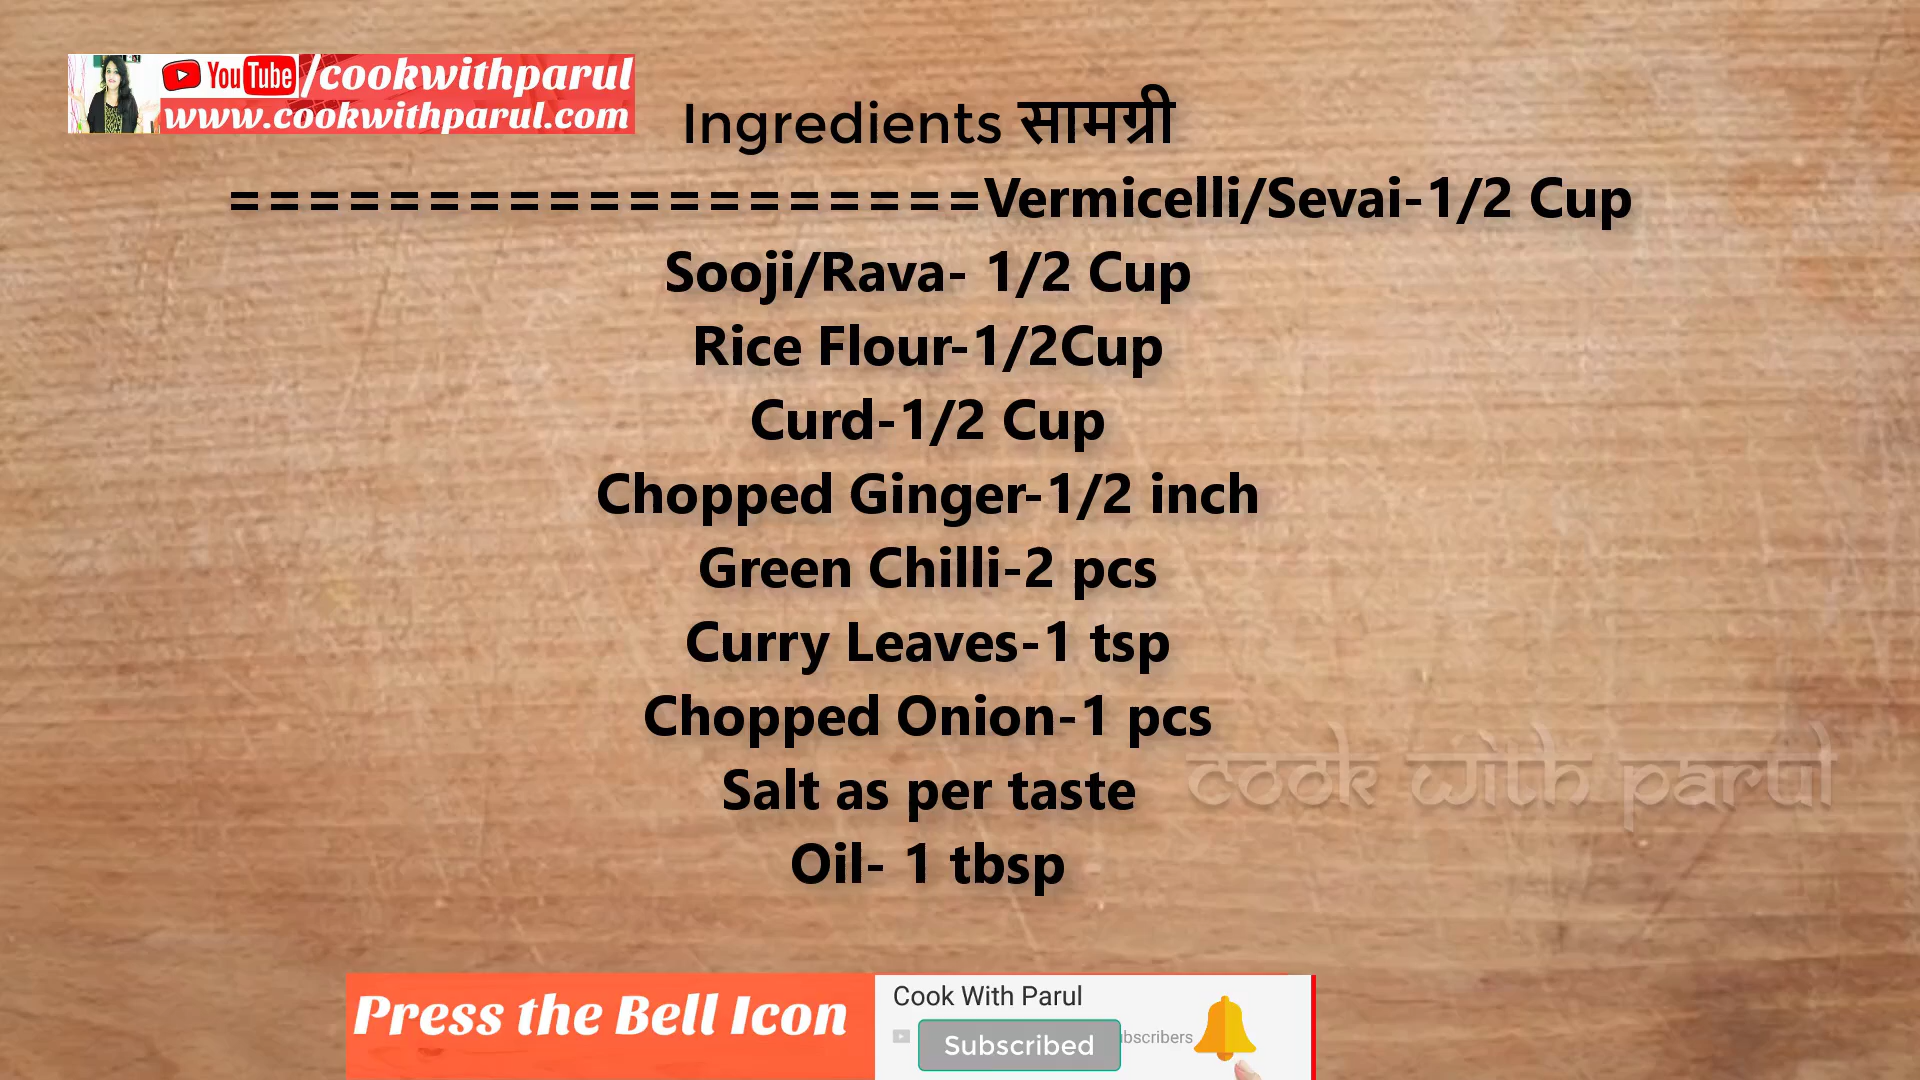 YouTube/cookwithparul
www.cookwithparul.com
Ingredients सामग्री
===================Vermicelli/Sevai-1/2 Cup
Sooji/Rava- 1/2 Cup
Rice Flour-1/2Cup
Curd-1/2 Cup
Chopped Ginger-1/2 inch
Green Chilli-2 pcs
Curry Leaves-1 tsp
Chopped Onion-1 pcs
Salt as per taste
cook with parul
Oil- 1 tbsp
Press the Bell Icon
Cook With Parul
Subscribed